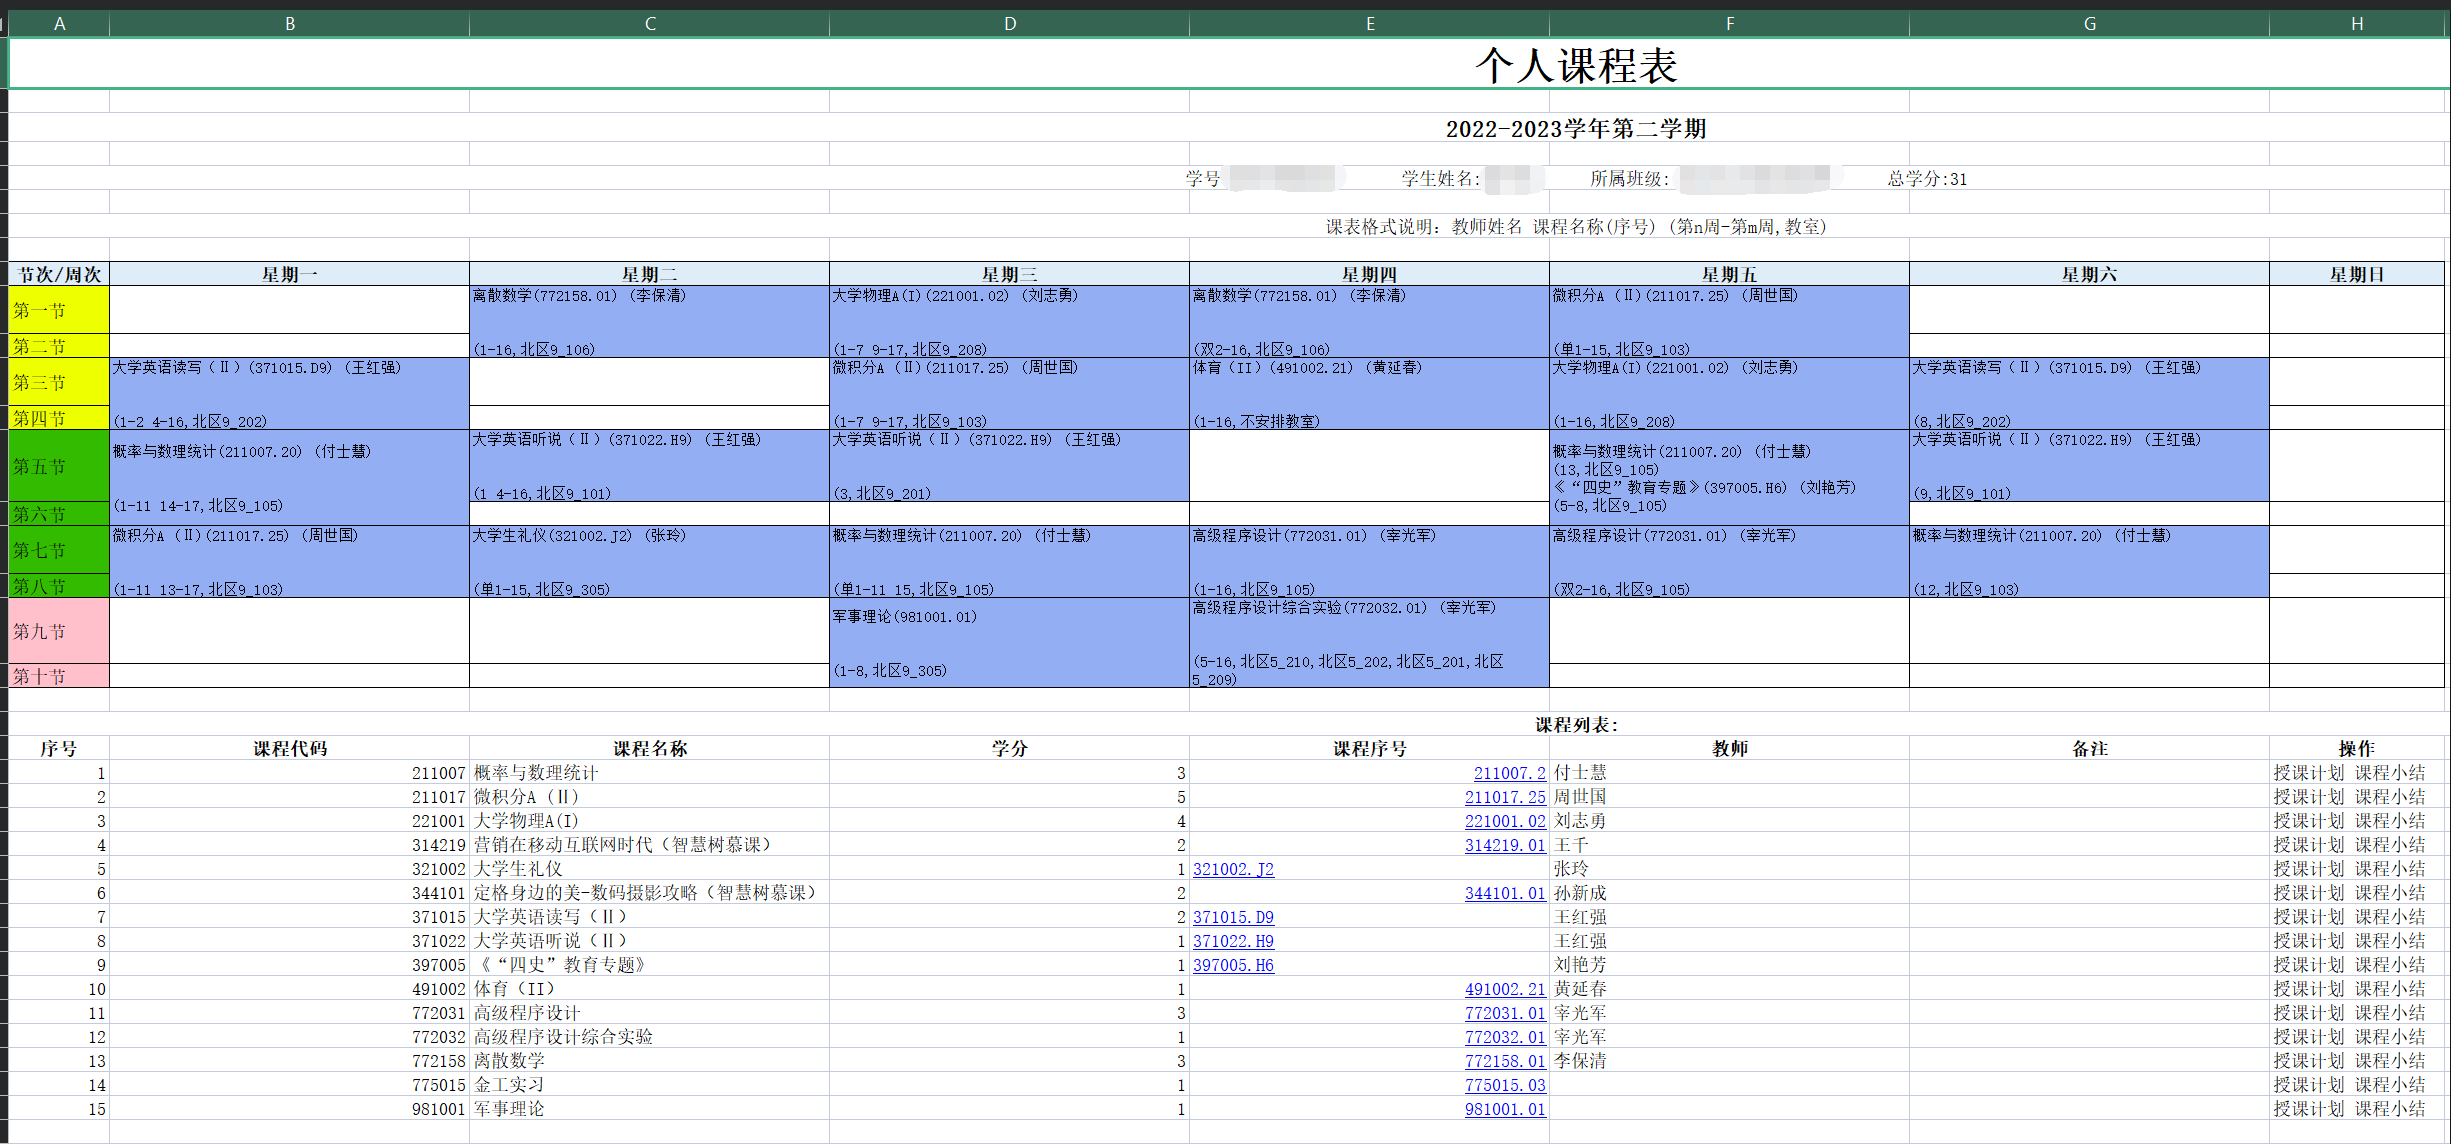 A B C D E F G H
个人课程表
2022-2023学年第二学期
学号 学生姓名: 所属班级: 总学分:31
课表格式说明: 教师姓名 课程名称(序号) (第n周-第m周,教室)
节次/周次 星期一 星期二 星期三 星期四 星期五 星期六 星期日
第一节
离散数学(772158.01) (李保清)
(1-16,北区9_106)
大学物理A(I)(221001.02) (刘志勇)
(1-7 9-17,北区9_208)
离散数学(772158.01) (李保清)
(双2-16,北区9_106)
微积分A (Ⅱ)(211017.25) (周世国)
(单1-15,北区9_103)
第二节
第三节
大学英语读写(Ⅱ)(371015.D9) (王红强)
(1-2 4-16,北区9_202)
微积分A (Ⅱ)(211017.25) (周世国)
(1-7 9-17,北区9_103)
体育(II)(491002.21) (黄延春)
(1-16,不安排教室)
大学物理A(I)(221001.02) (刘志勇)
(1-16,北区9_208)
大学英语读写(Ⅱ)(371015.D9) (王红强)
(8,北区9_202)
第四节
第五节
概率与数理统计(211007.20) (付士慧)
(1-11 14-17,北区9_105)
大学英语听说(Ⅱ)(371022.H9) (王红强)
(1 4-16,北区9_101)
大学英语听说(Ⅱ)(371022.H9) (王红强)
(3,北区9_201)
概率与数理统计(211007.20) (付士慧)
(13,北区9_105)
《“四史”教育专题》(397005.H6) (刘艳芳)
(5-8,北区9_105)
大学英语听说(Ⅱ)(371022.H9) (王红强)
(9,北区9_101)
第六节
第七节
微积分A (Ⅱ)(211017.25) (周世国)
(1-11 13-17,北区9_103)
大学生礼仪(321002.J2) (张玲)
(单1-15,北区9_305)
概率与数理统计(211007.20) (付士慧)
(单1-11 15,北区9_105)
高级程序设计(772031.01) (宰光军)
(1-16,北区9_105)
高级程序设计(772031.01) (宰光军)
(双2-16,北区9_105)
概率与数理统计(211007.20) (付士慧)
(12,北区9_103)
第八节
第九节
军事理论(981001.01)
(1-8,北区9_305)
高级程序设计综合实验(772032.01) (宰光军)
(5-16,北区5_210,北区5_202,北区5_201,北区
5_209)
第十节
课程列表:
序号 课程代码 课程名称 学分 课程序号 教师 备注 操作
1 211007 概率与数理统计 3 211007.2 付士慧 授课计划 课程小结
2 211017 微积分A (Ⅱ) 5 211017.25 周世国 授课计划 课程小结
3 221001 大学物理A(I) 4 221001.02 刘志勇 授课计划 课程小结
4 314219 营销在移动互联网时代(智慧树慕课) 2 314219.01 王千 授课计划 课程小结
5 321002 大学生礼仪 1 321002.J2 张玲 授课计划 课程小结
6 344101 定格身边的美-数码摄影攻略(智慧树慕课) 2 344101.01 孙新成 授课计划 课程小结
7 371015 大学英语读写(Ⅱ) 2 371015.D9 王红强 授课计划 课程小结
8 371022 大学英语听说(Ⅱ) 1 371022.H9 王红强 授课计划 课程小结
9 397005 《“四史”教育专题》 1 397005.H6 刘艳芳 授课计划 课程小结
10 491002 体育(II) 1 491002.21 黄延春 授课计划 课程小结
11 772031 高级程序设计 3 772031.01 宰光军 授课计划 课程小结
12 772032 高级程序设计综合实验 1 772032.01 宰光军 授课计划 课程小结
13 772158 离散数学 3 772158.01 李保清 授课计划 课程小结
14 775015 金工实习 1 775015.03 授课计划 课程小结
15 981001 军事理论 1 981001.01 授课计划 课程小结